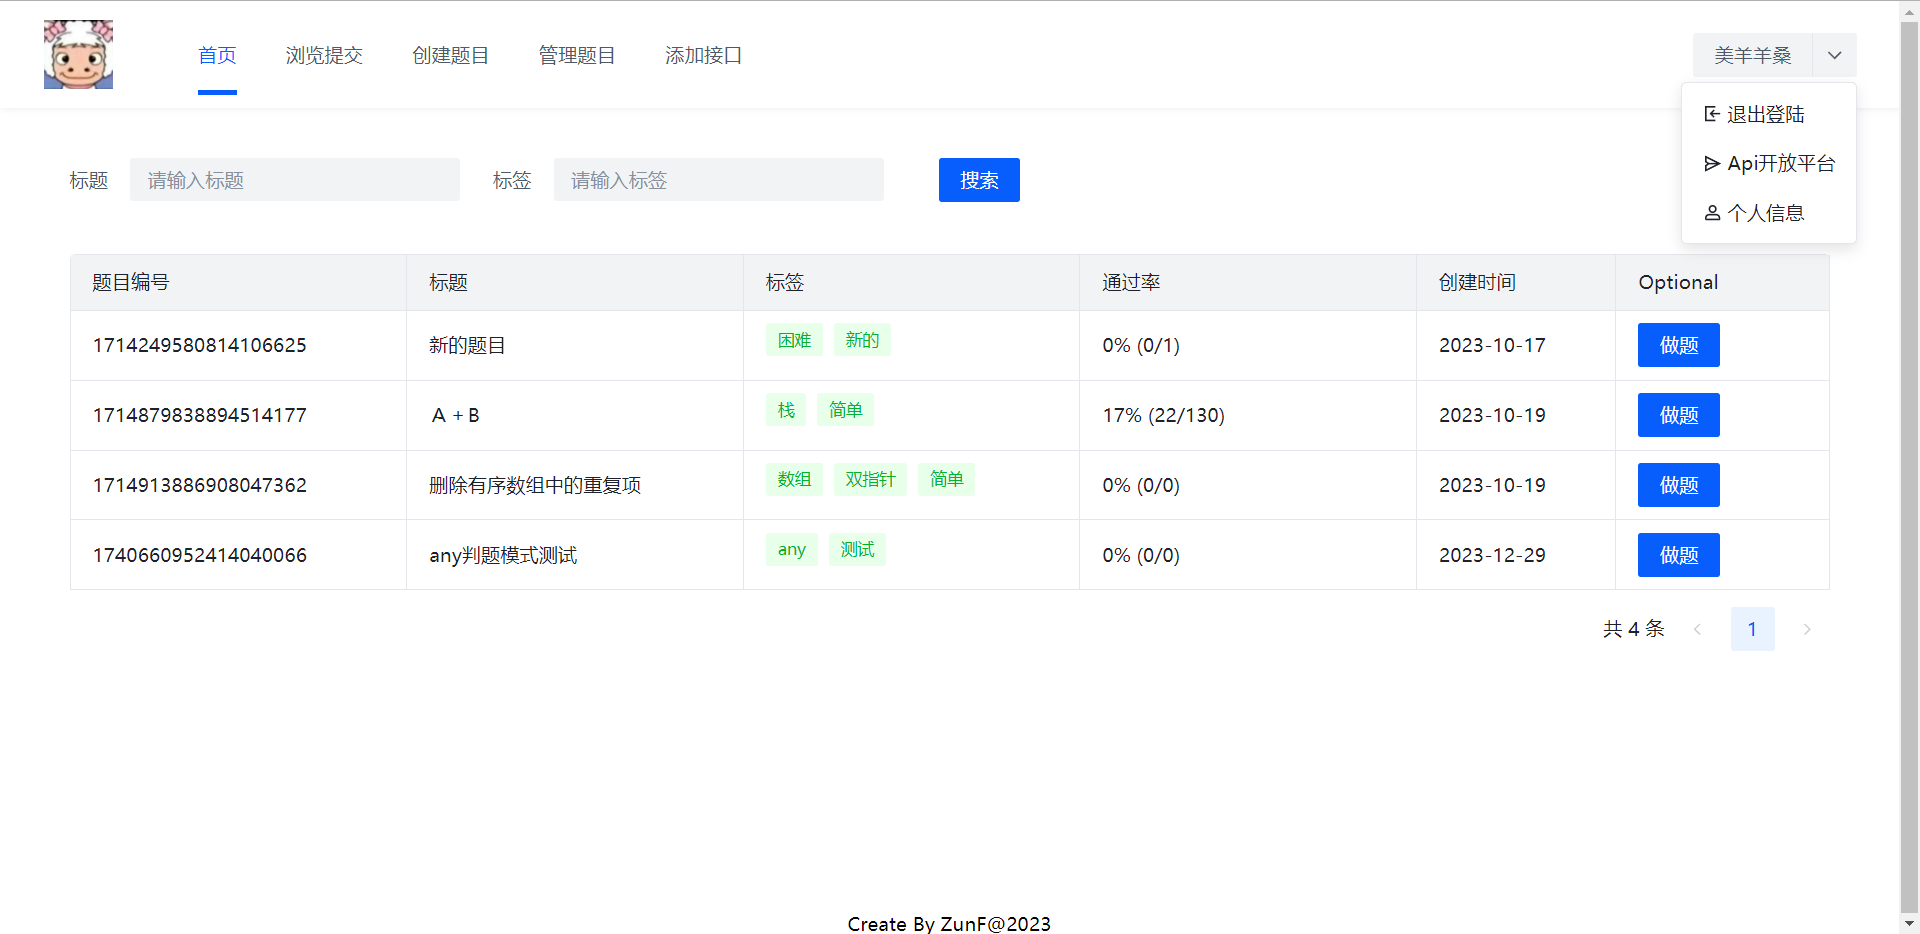 首页 浏览提交 创建题目 管理题目 添加接口 美羊羊桑
退出登陆
Api开放平台
个人信息
标题 请输入标题 标签 请输入标签 搜索
题目编号 标题 标签 通过率 创建时间 Optional
1714249580814106625 新的题目 困难 新的 0% (0/1) 2023-10-17 做题
1714879838894514177 A + B 栈 简单 17% (22/130) 2023-10-19 做题
1714913886908047362 删除有序数组中的重复项 数组 双指针 简单 0% (0/0) 2023-10-19 做题
1740660952414040066 any判题模式测试 any 测试 0% (0/0) 2023-12-29 做题
共 4 条 1
Create By ZunF@2023